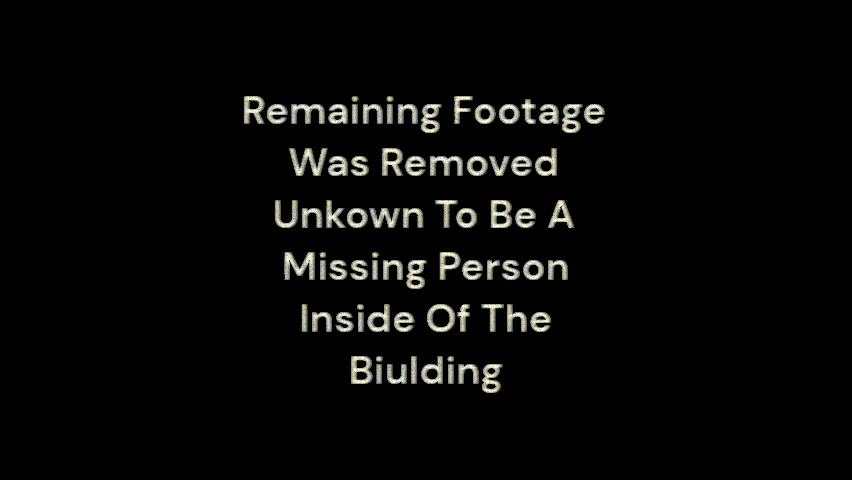 Remaining Footage
Was Removed
Unkown To Be A
Missing Person
Inside Of The
Biulding